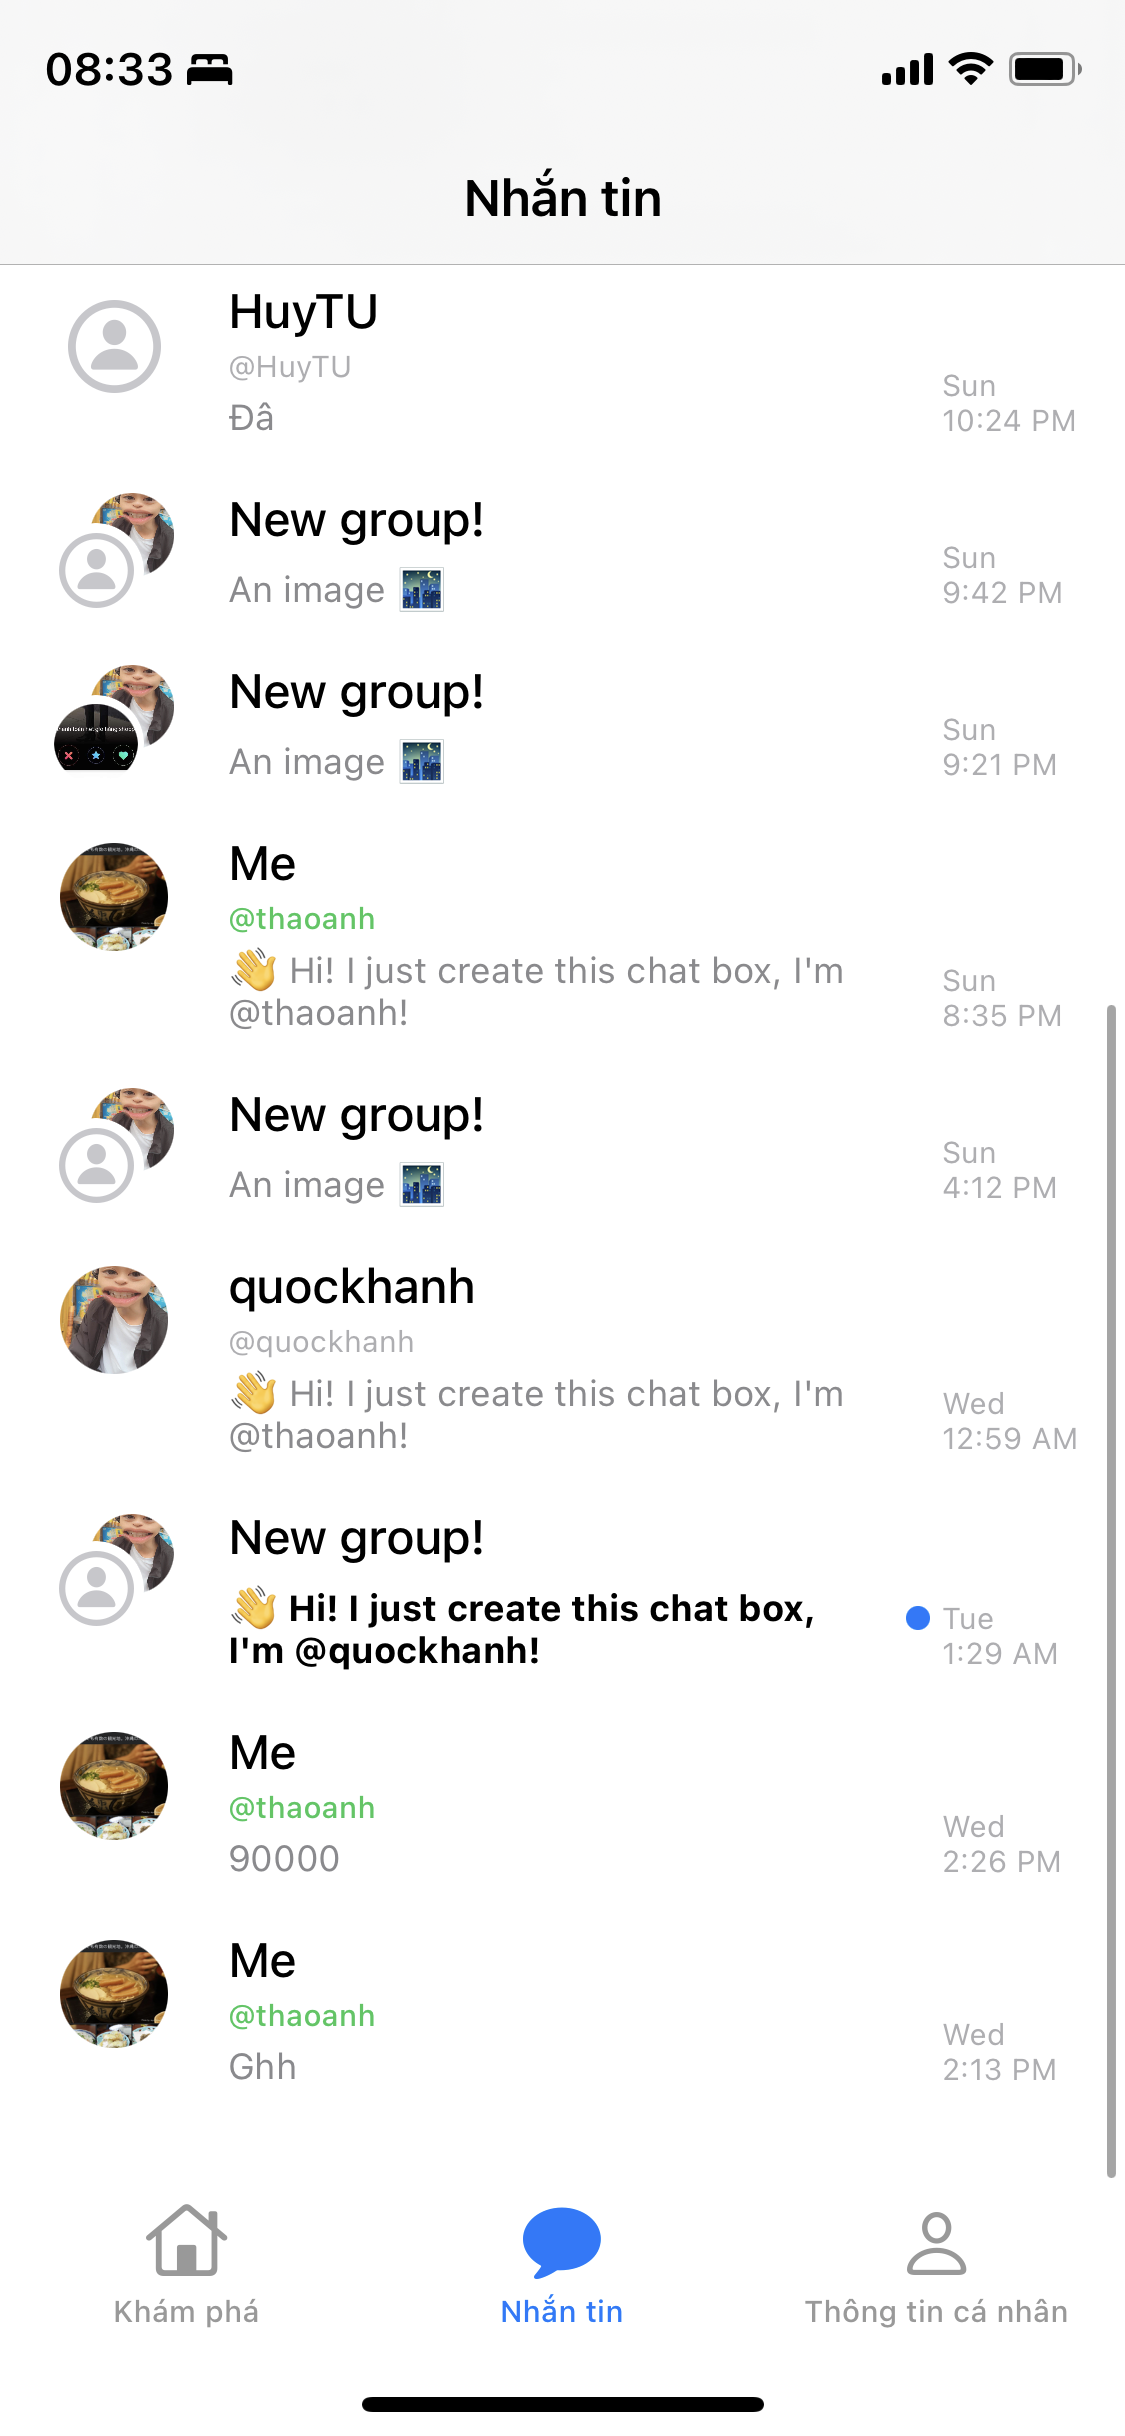 08:33
Nhắn tin
HuyTU
@HuyTU
Đâ
Sun
10:24 PM
New group!
An image 🌃
Sun
9:42 PM
New group!
An image 🌃
Sun
9:21 PM
Me
@thaoanh
👋 Hi! I just create this chat box, I'm
@thaoanh!
Sun
8:35 PM
New group!
An image 🌃
Sun
4:12 PM
quockhanh
@quockhanh
👋 Hi! I just create this chat box, I'm
@thaoanh!
Wed
12:59 AM
New group!
👋 Hi! I just create this chat box,
I'm @quockhanh!
Tue
1:29 AM
Me
@thaoanh
90000
Wed
2:26 PM
Me
@thaoanh
Ghh
Wed
2:13 PM
Khám phá
Nhắn tin
Thông tin cá nhân